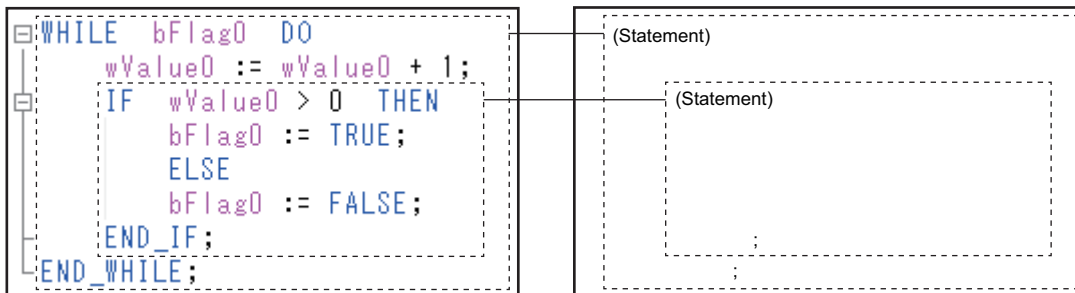 WHILE bFlag0 DO
wValue0 := wValue0 + 1;
IF wValue0 > 0 THEN
bFlag0 := TRUE;
ELSE
bFlag0 := FALSE;
END_IF;
END_WHILE;
(Statement)
(Statement)
;
;